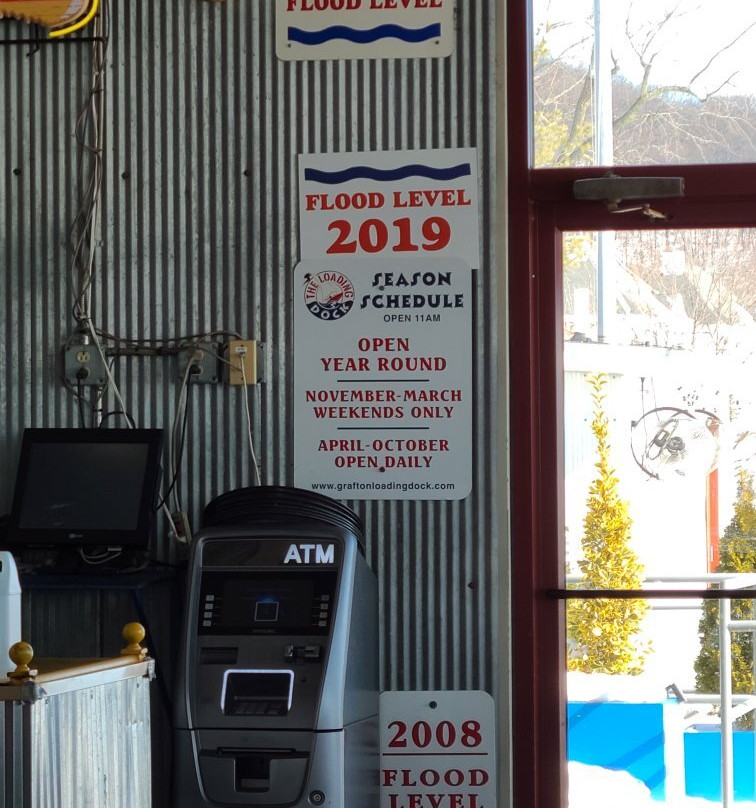 FLOOD LEVEL
FLOOD LEVEL
2019
THE LOADING
DOCK
SEASON
SCHEDULE
OPEN 11AM
OPEN
YEAR ROUND
NOVEMBER-MARCH
WEEKENDS ONLY
APRIL-OCTOBER
OPEN DAILY
www.graftonloadingdock.com
ATM
2008
FLOOD
LEVEL